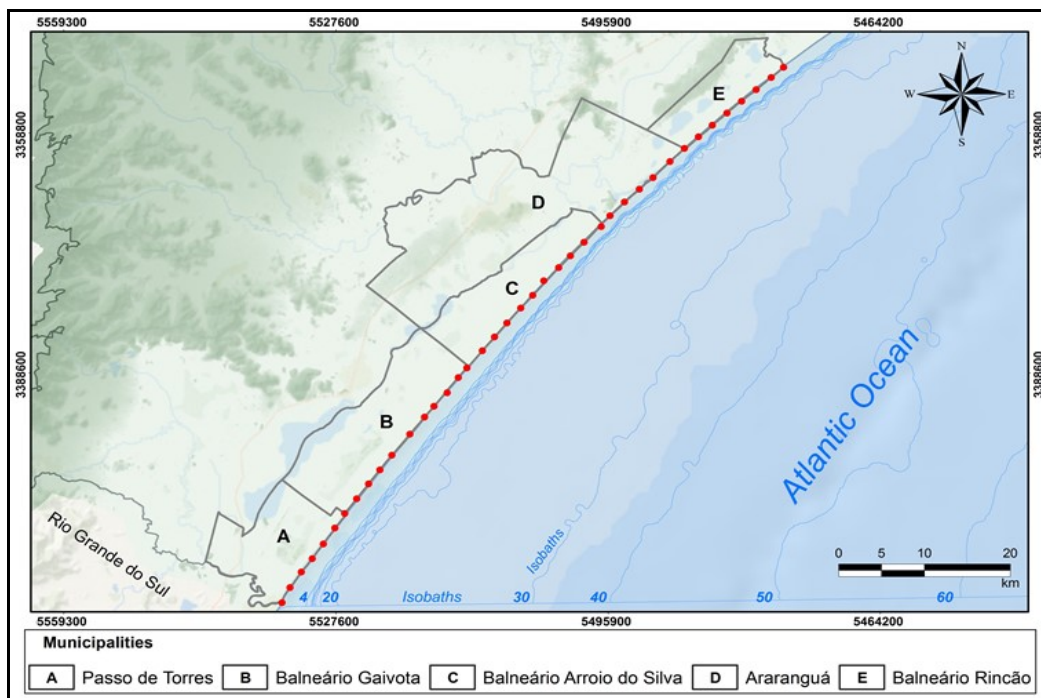 5559300 5527600 5495900 5464200
N
W E
S
E
3358800 3358800
D
C
Atlantic Ocean
3388600 3388600
B
A
Rio Grande do Sul
Isobaths
0 5 10 20
km
4 20 Isobaths 30 40 50 60
5559300 5527600 5495900 5464200
Municipalities
A Passo de Torres B Balneário Gaivota C Balneário Arroio do Silva D Araranguá E Balneário Rincão